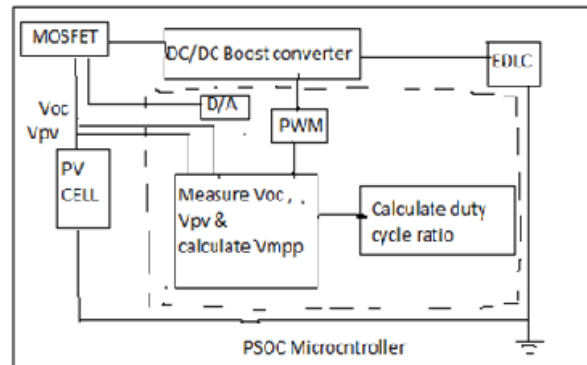 MOSFET
DC/DC Boost converter
EDLC
Voc
D/A
Vpv
PWM
PV
CELL
Measure Voc , ,
Vpv &
calculate Vmpp
Calculate duty
cycle ratio
PSOC Microcntroller